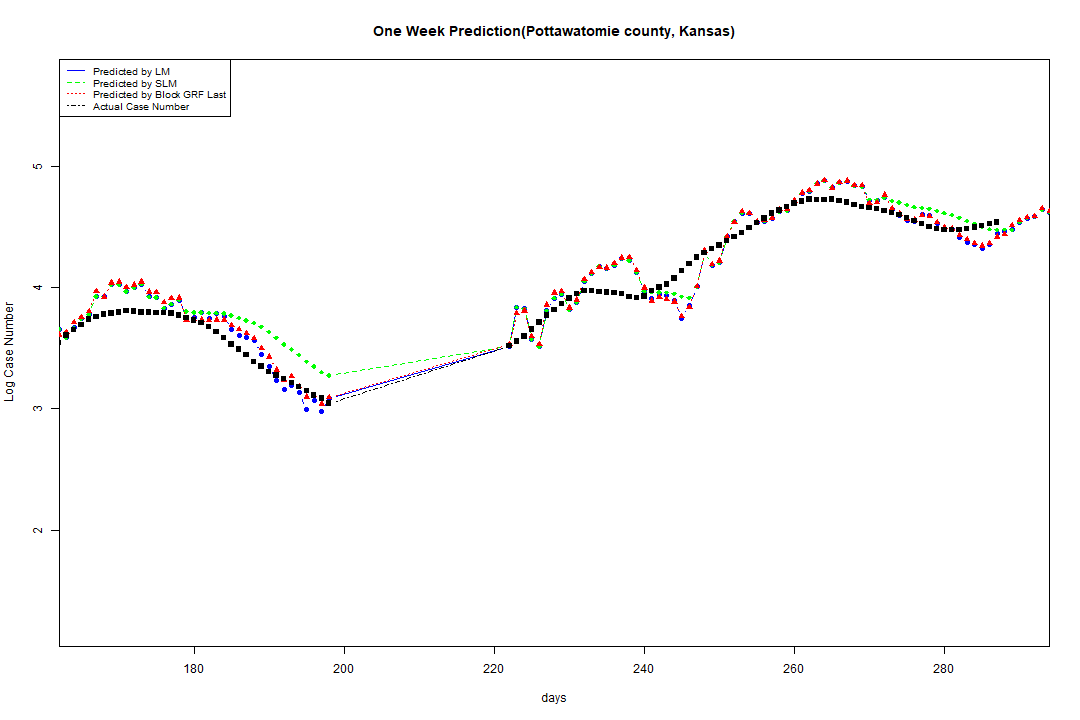 One Week Prediction(Pottawatomie county, Kansas)
Predicted by LM
Predicted by SLM
Predicted by Block GRF Last
Actual Case Number
5
4
3
2
Log Case Number
180 200 220 240 260 280
days